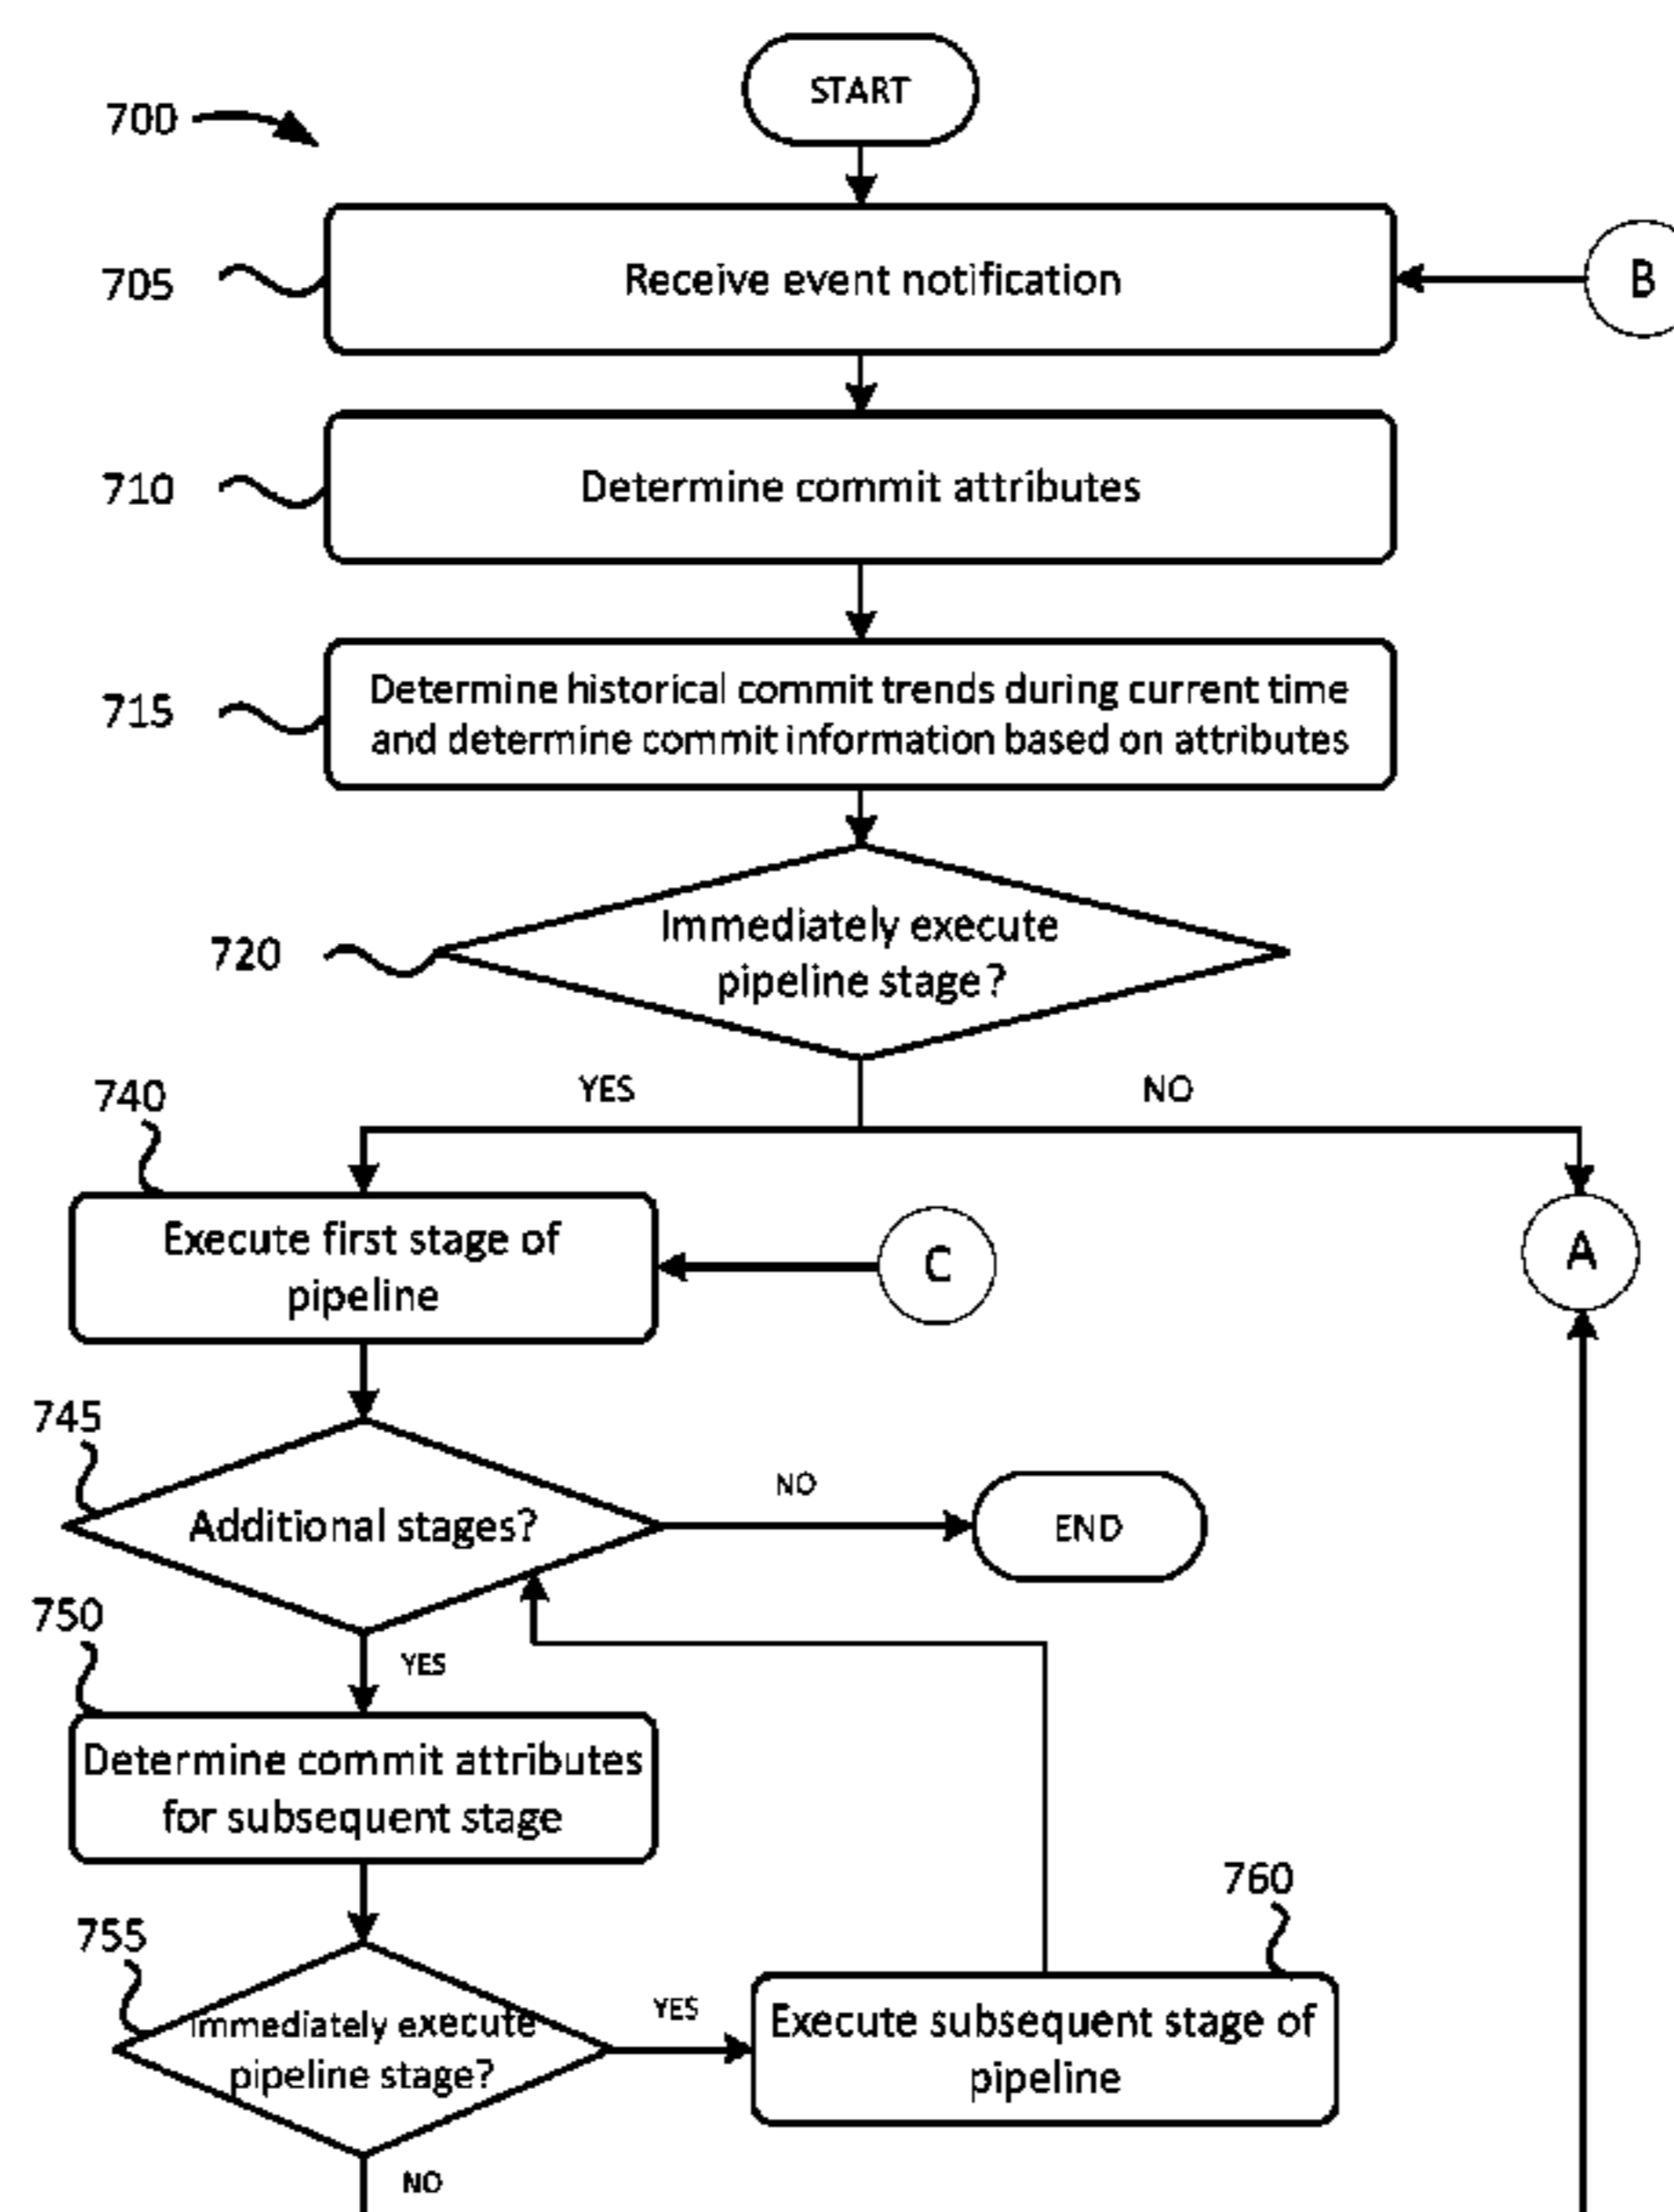 START
700
705
Receive event notification
B
710
Determine commit attributes
715
Determine historical commit trends during current time
and determine commit information based on attributes
720
Immediately execute
pipeline stage?
YES
NO
740
Execute first stage of
pipeline
C
A
745
Additional stages?
NO
END
750
YES
Determine commit attributes
for subsequent stage
760
755
Immediately execute
pipeline stage?
YES
Execute subsequent stage of
pipeline
NO